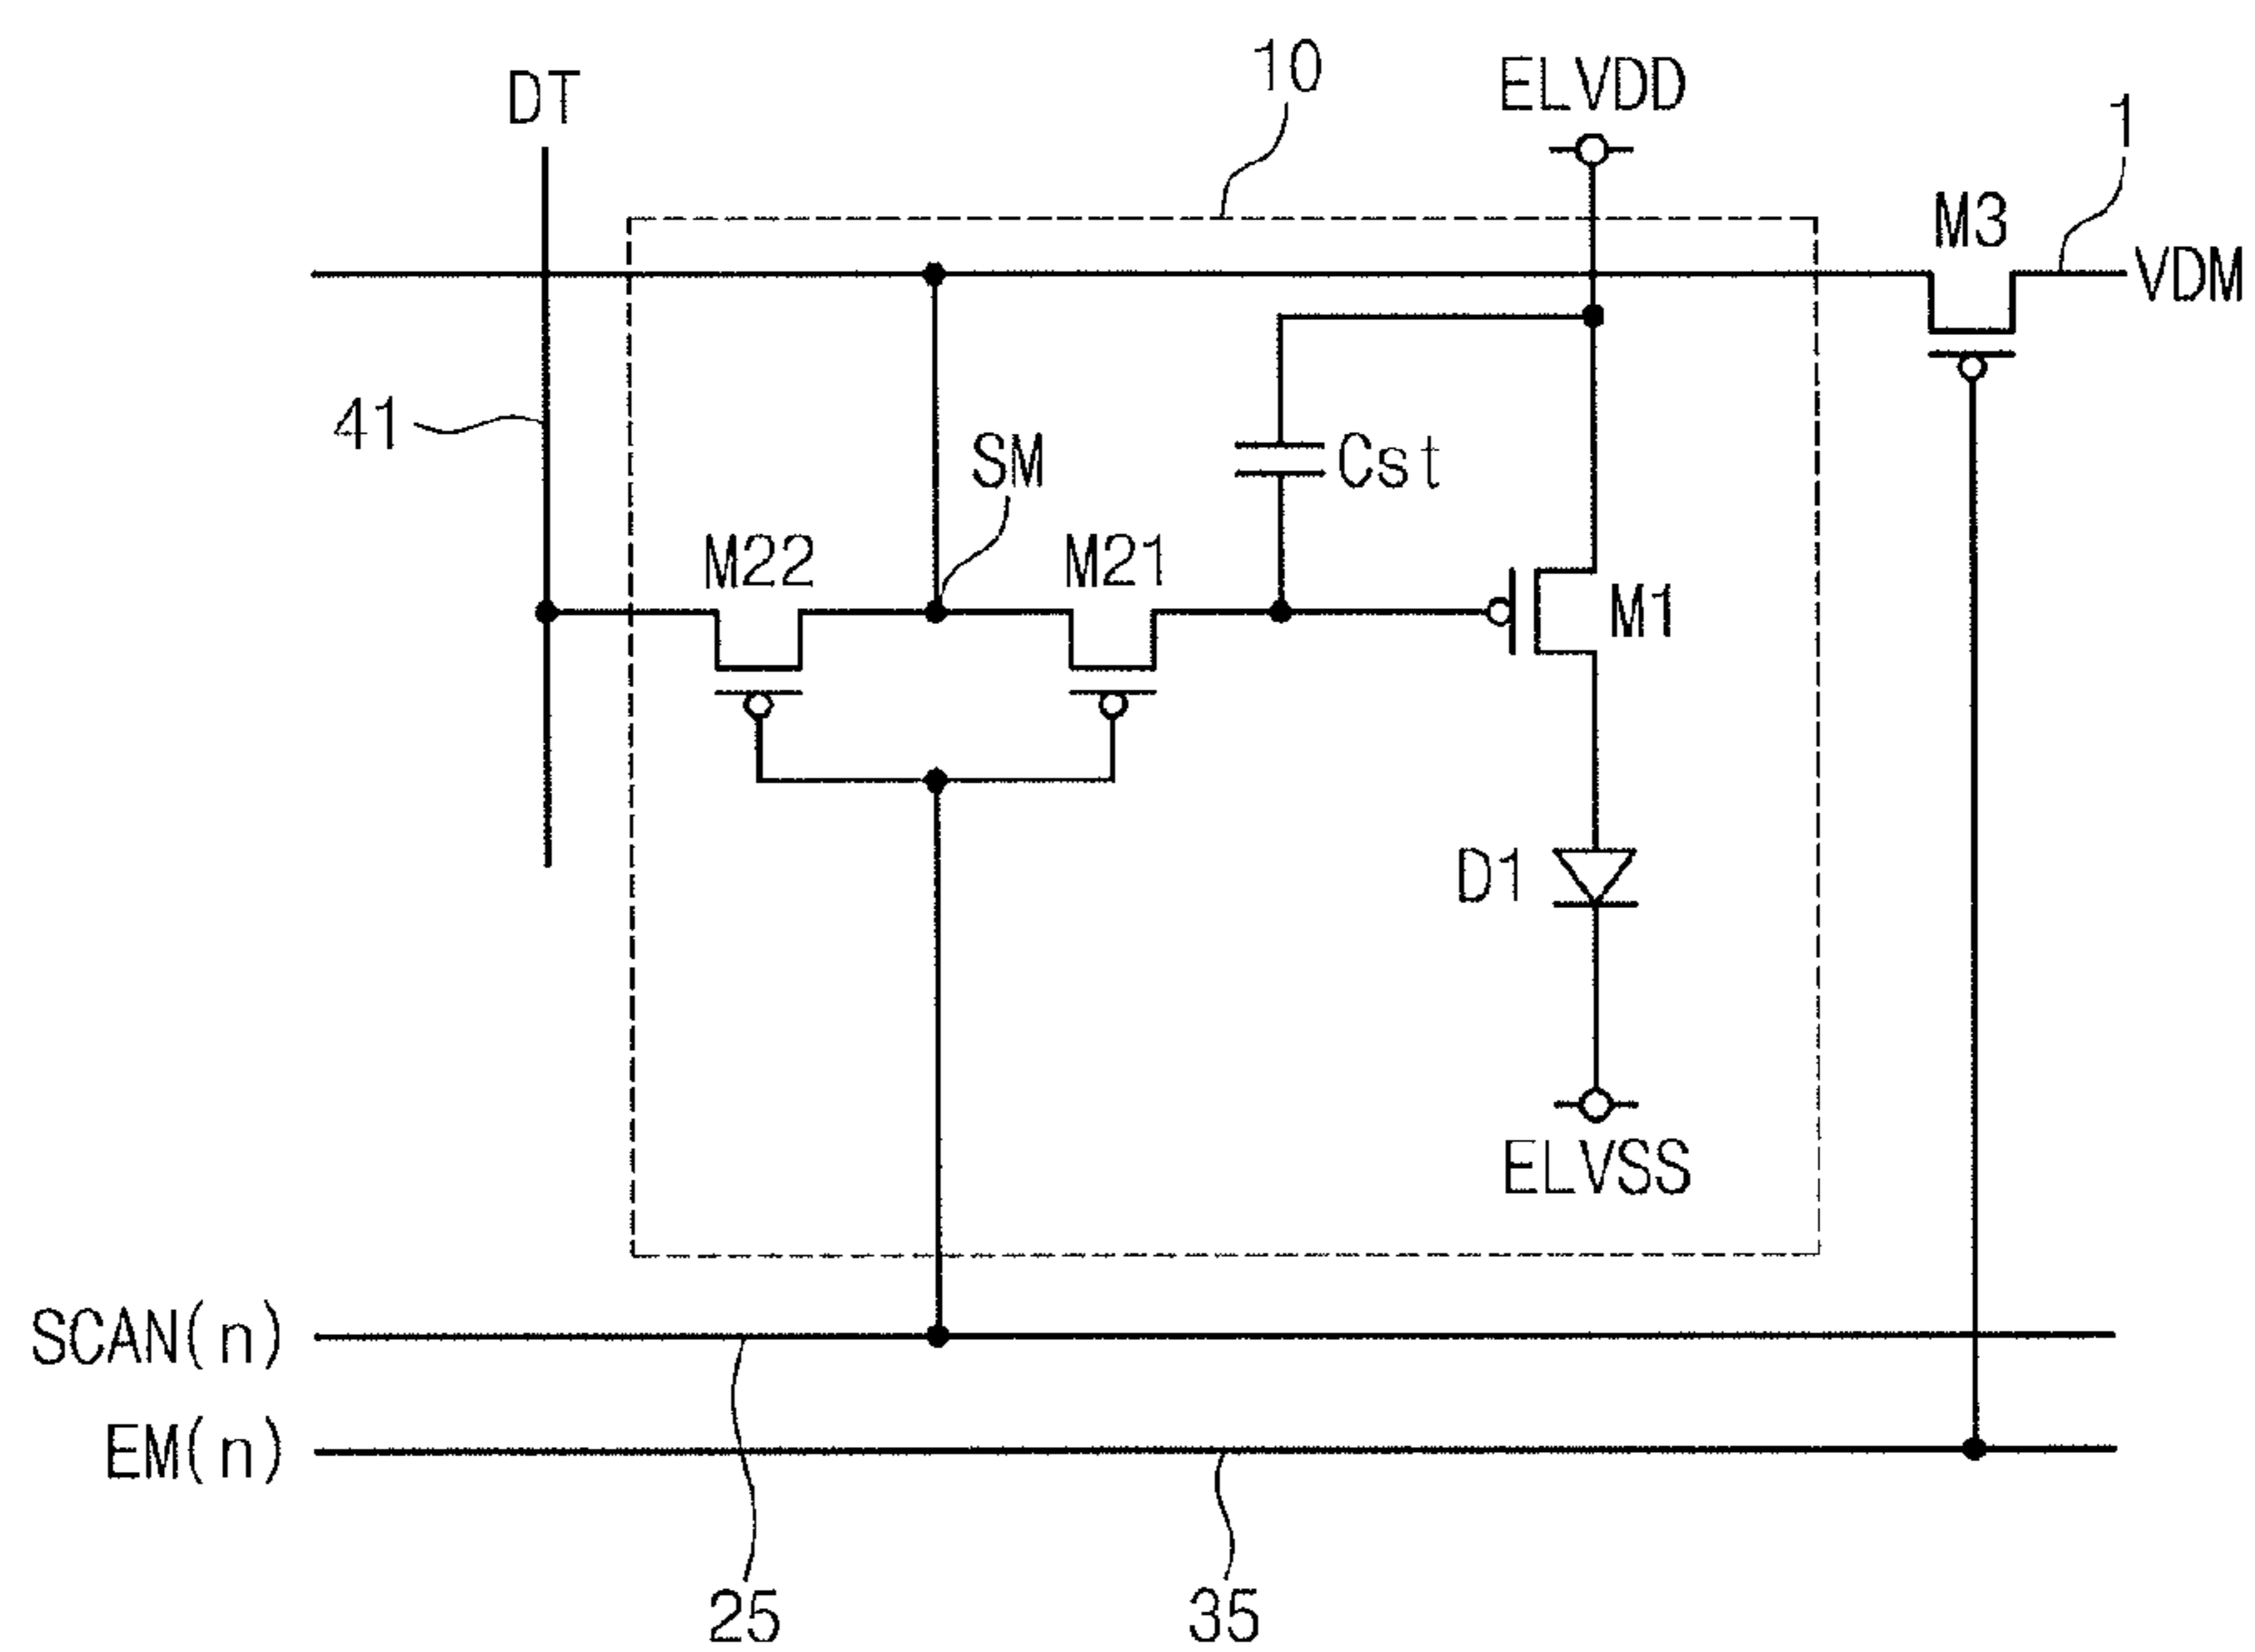 10
ELVDD
DT
1
M3
VDM
41
SM
Cst
M22
M21
M1
D1
ELVSS
SCAN(n)
EM(n)
25
35